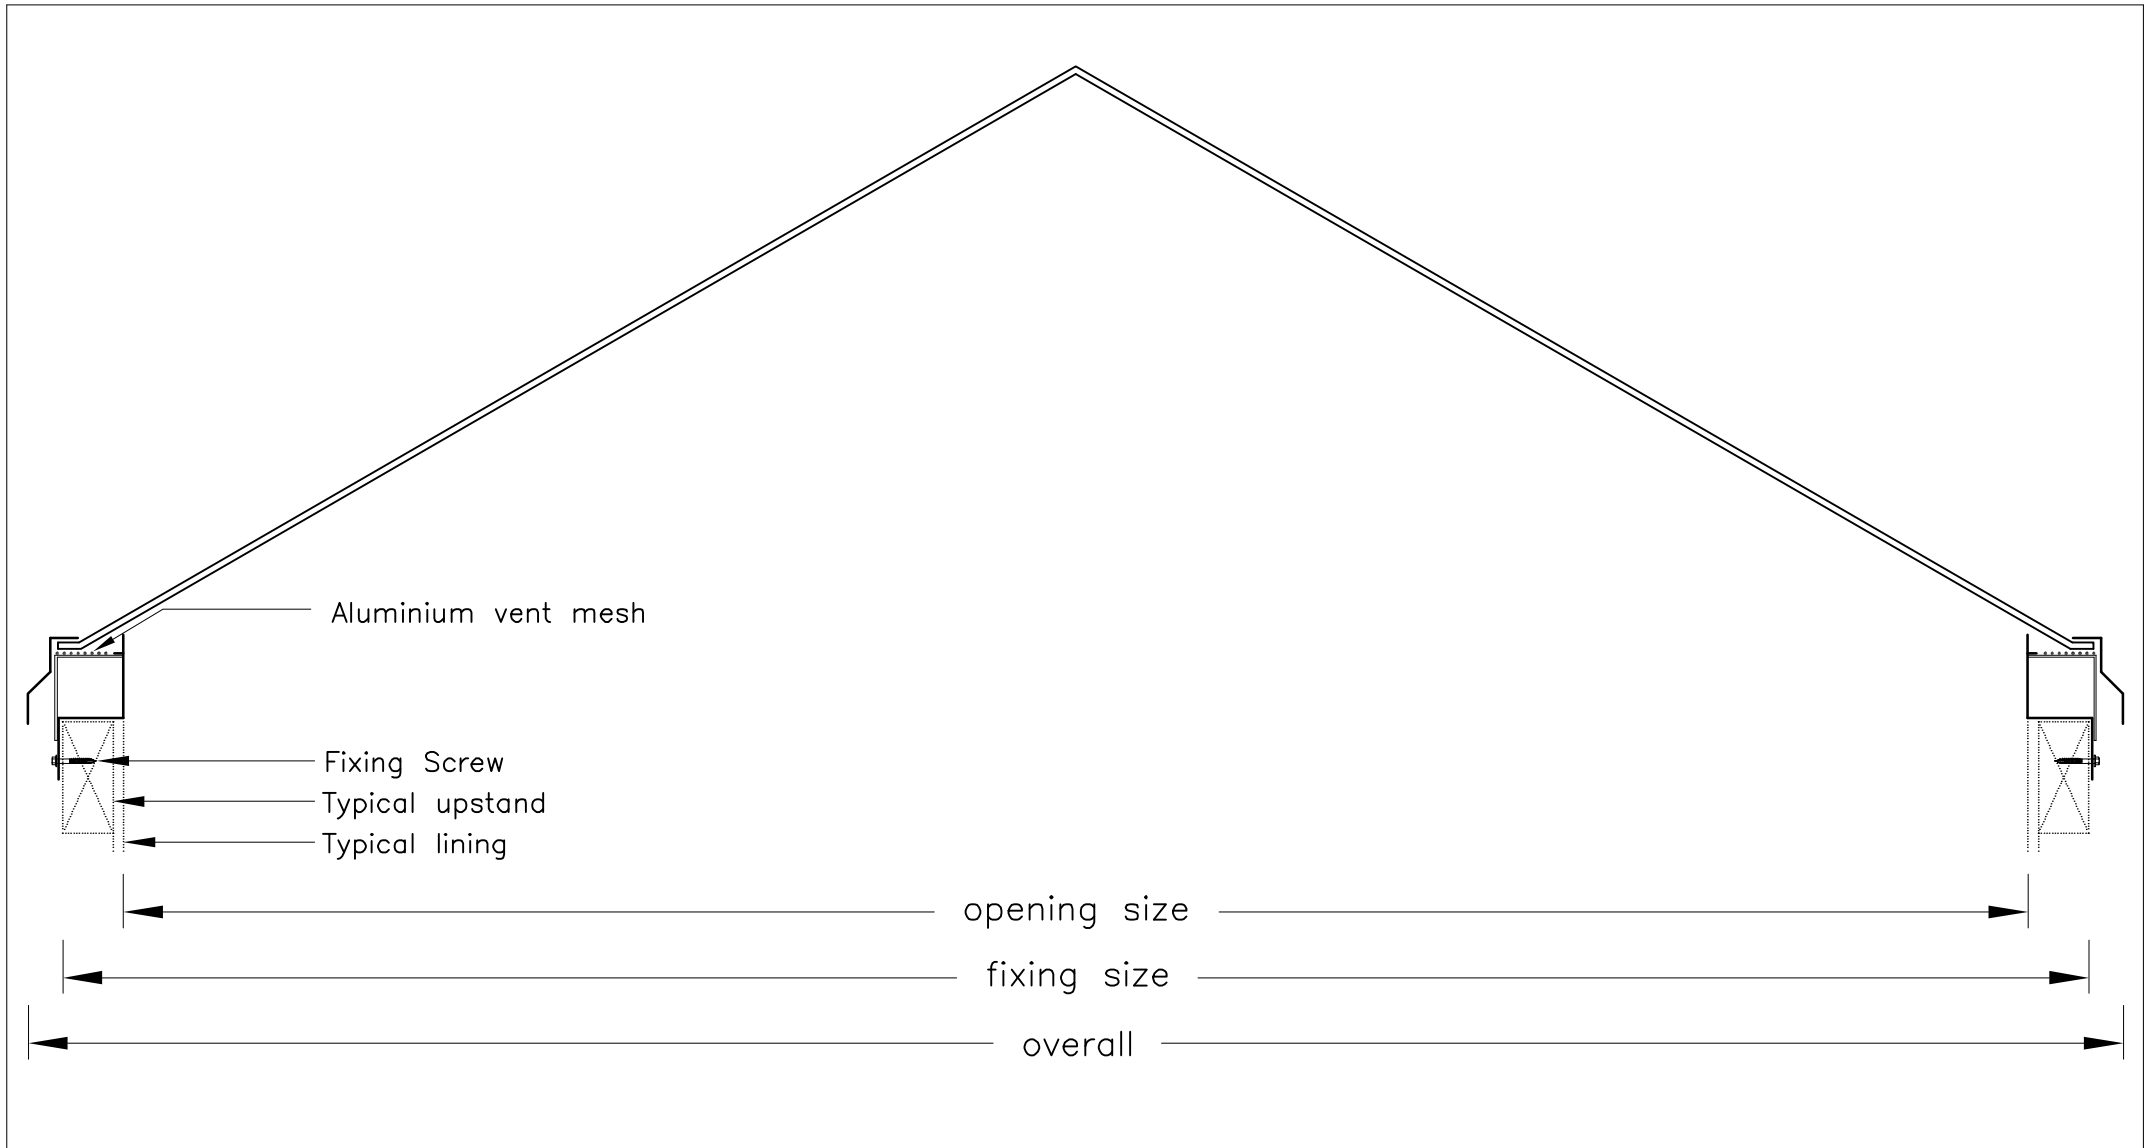 Aluminium vent mesh
Fixing Screw
Typical upstand
Typical lining
opening size
fixing size
overall